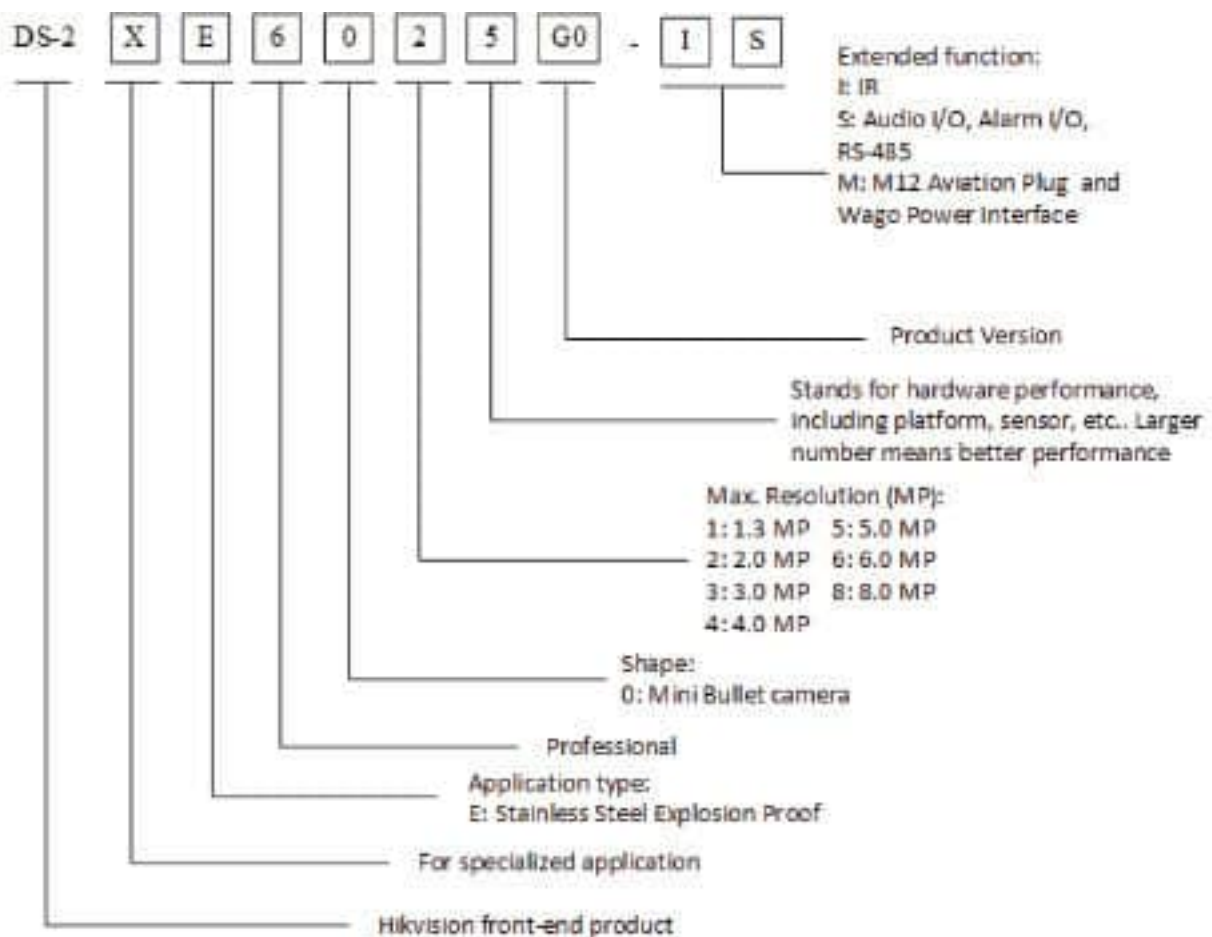 DS-2 X E 6 0 2 5 G0 - I S
Extended function:
I: IR
S: Audio I/O, Alarm I/O,
RS-485
M: M12 Aviation Plug and
Wago Power Interface
Product Version
Stands for hardware performance,
including platform, sensor, etc.. Larger
number means better performance
Max. Resolution (MP):
1: 1.3 MP 5: 5.0 MP
2: 2.0 MP 6: 6.0 MP
3: 3.0 MP 8: 8.0 MP
4: 4.0 MP
Shape:
0: Mini Bullet camera
Professional
Application type:
E: Stainless Steel Explosion Proof
For specialized application
Hikvision front-end product